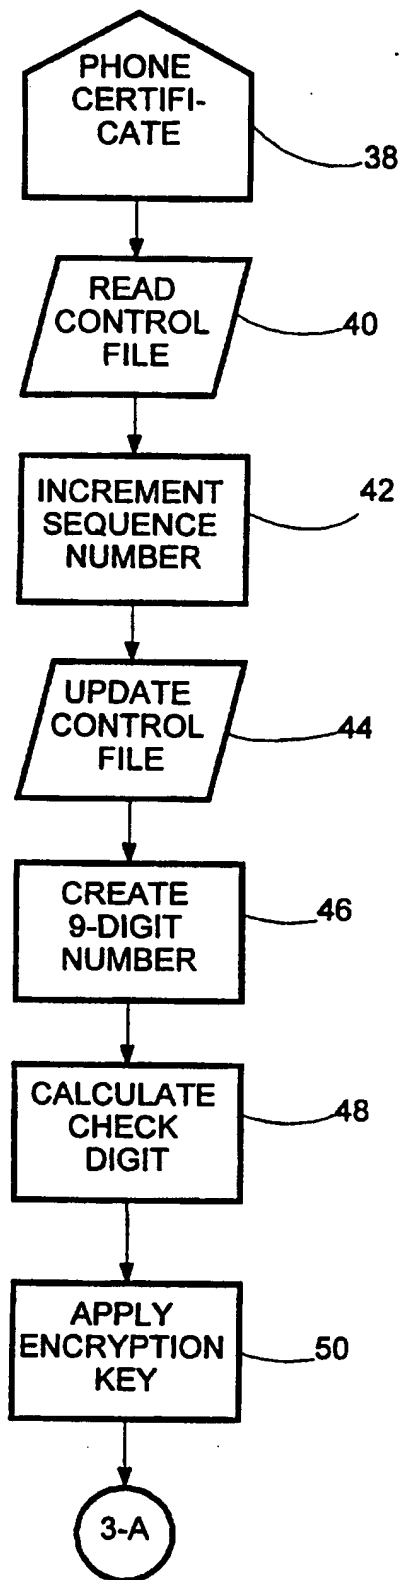 PHONE
CERTIFI-
CATE
38
READ
CONTROL
FILE
40
INCREMENT
SEQUENCE
NUMBER
42
UPDATE
CONTROL
FILE
44
CREATE
9-DIGIT
NUMBER
46
CALCULATE
CHECK
DIGIT
48
APPLY
ENCRYPTION
KEY
50
3-A